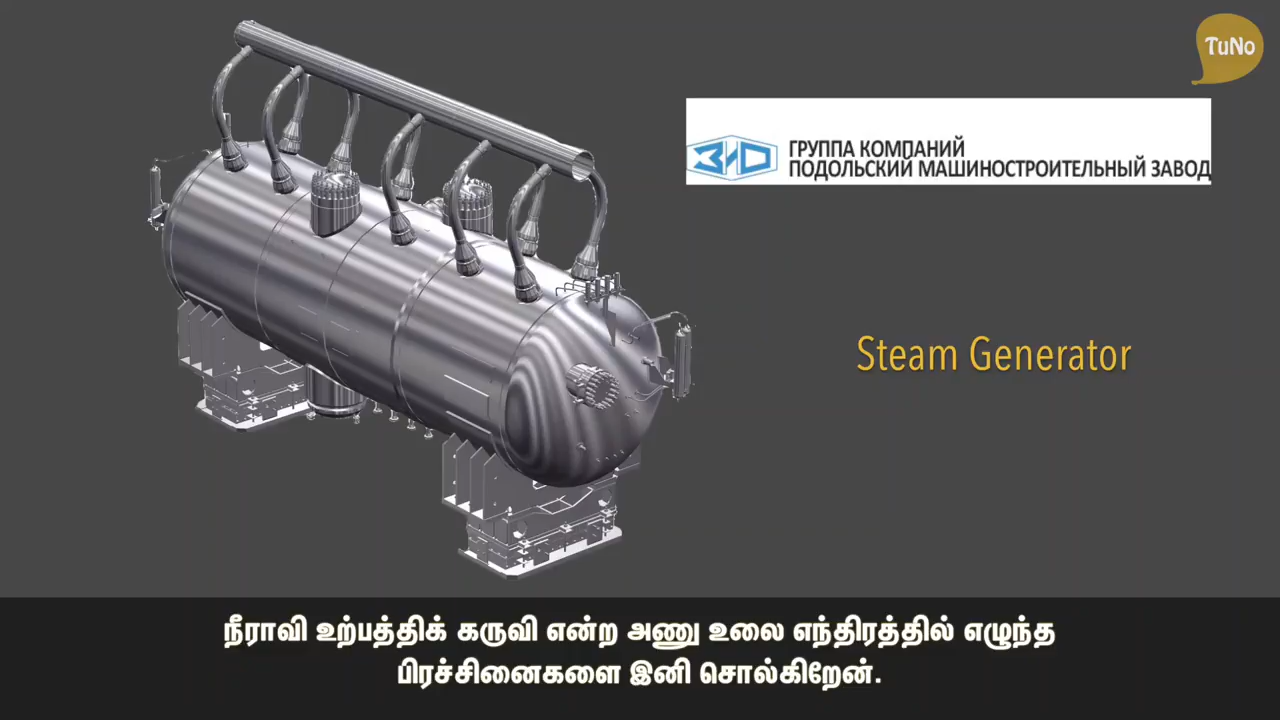 TuNo
ЗИО
ГРУППА КОМПАНИЙ
ПОДОЛЬСКИЙ МАШИНОСТРОИТЕЛЬНЫЙ ЗАВОД
Steam Generator
நீராவி உற்பத்திக் கருவி என்ற அணு உலை எந்திரத்தில் எழுந்த
பிரச்சினைகளை இனி சொல்கிறேன்.